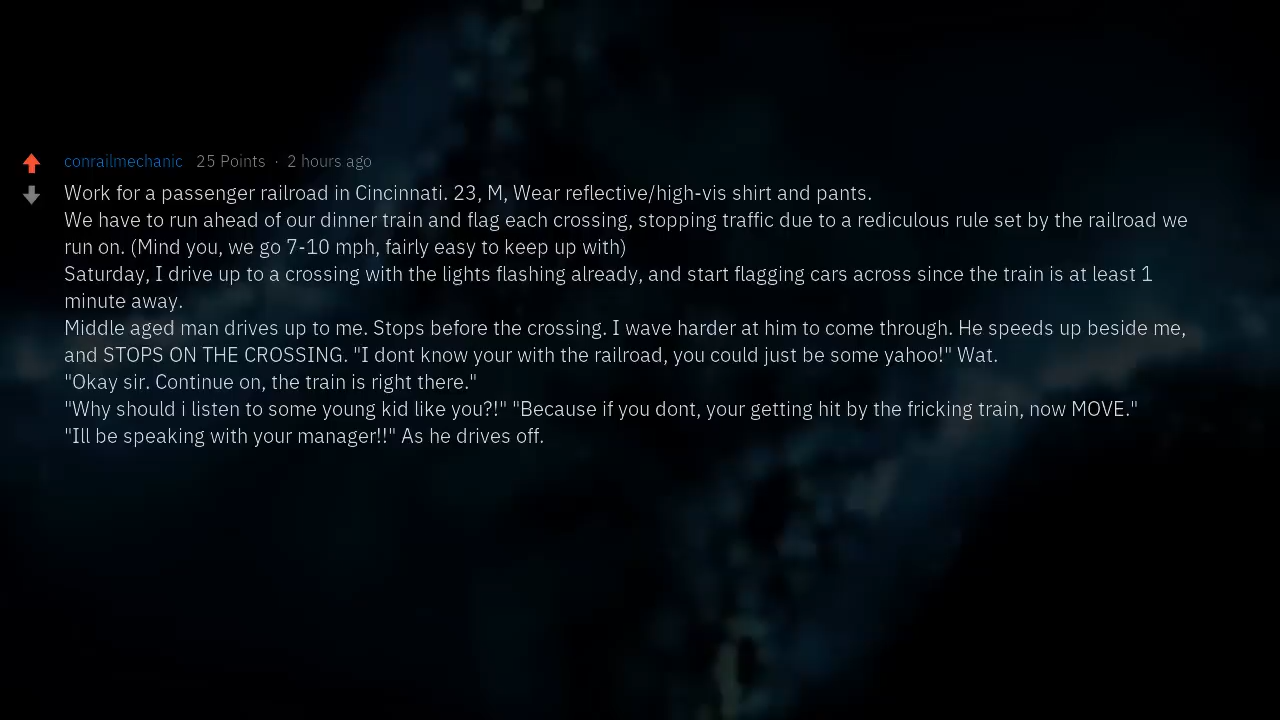 conrailmechanic 25 Points · 2 hours ago
Work for a passenger railroad in Cincinnati. 23, M, Wear reflective/high-vis shirt and pants.
We have to run ahead of our dinner train and flag each crossing, stopping traffic due to a rediculous rule set by the railroad we
run on. (Mind you, we go 7-10 mph, fairly easy to keep up with)
Saturday, I drive up to a crossing with the lights flashing already, and start flagging cars across since the train is at least 1
minute away.
Middle aged man drives up to me. Stops before the crossing. I wave harder at him to come through. He speeds up beside me,
and STOPS ON THE CROSSING. "I dont know your with the railroad, you could just be some yahoo!" Wat.
"Okay sir. Continue on, the train is right there."
"Why should i listen to some young kid like you?!" "Because if you dont, your getting hit by the fricking train, now MOVE."
"Ill be speaking with your manager!!" As he drives off.